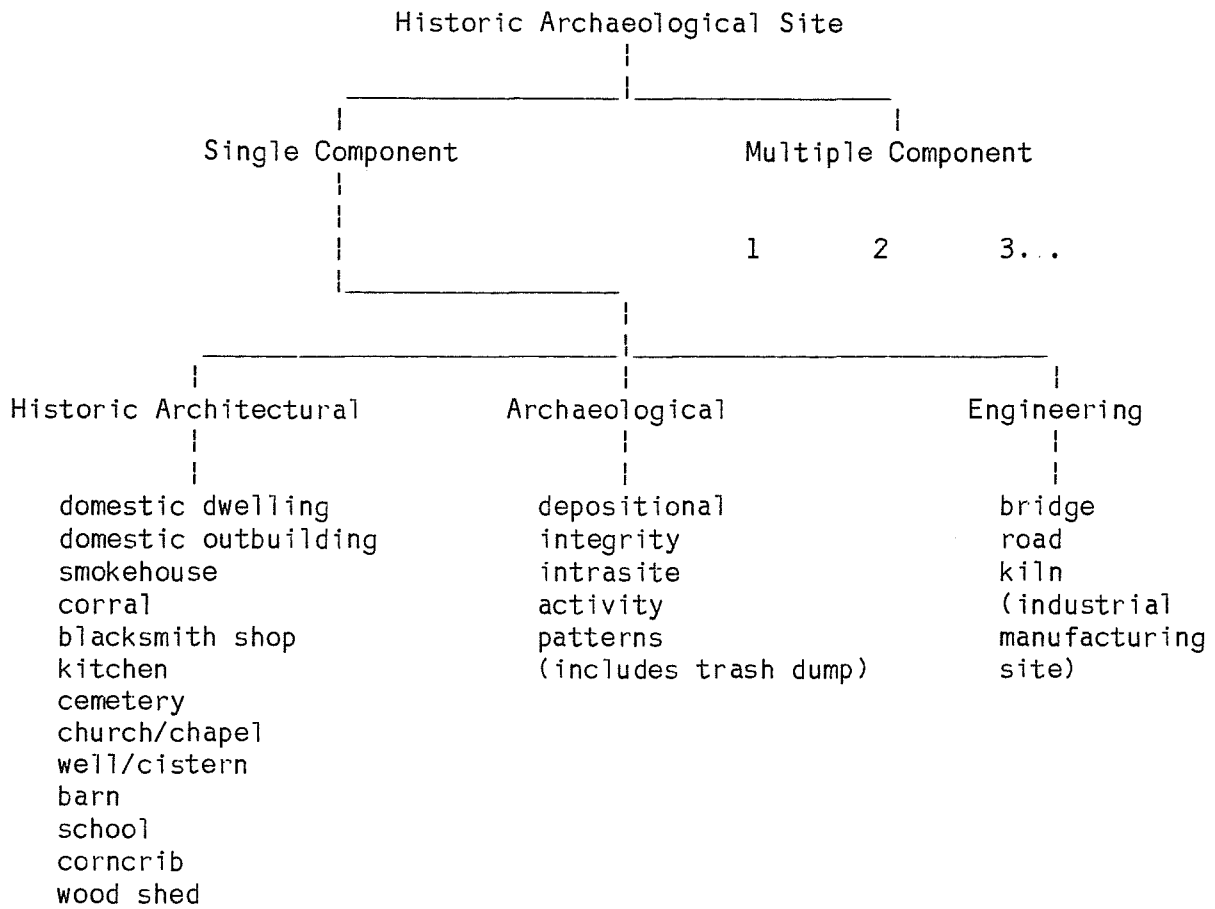 Historic Archaeological Site
Single Component
Multiple Component
1 2 3...
Historic Architectural
domestic dwelling
domestic outbuilding
smokehouse
corral
blacksmith shop
kitchen
cemetery
church/chapel
well/cistern
barn
school
corncrib
wood shed
Archaeological
depositional
integrity
intrasite
activity
patterns
(includes trash dump)
Engineering
bridge
road
kiln
(industrial
manufacturing
site)